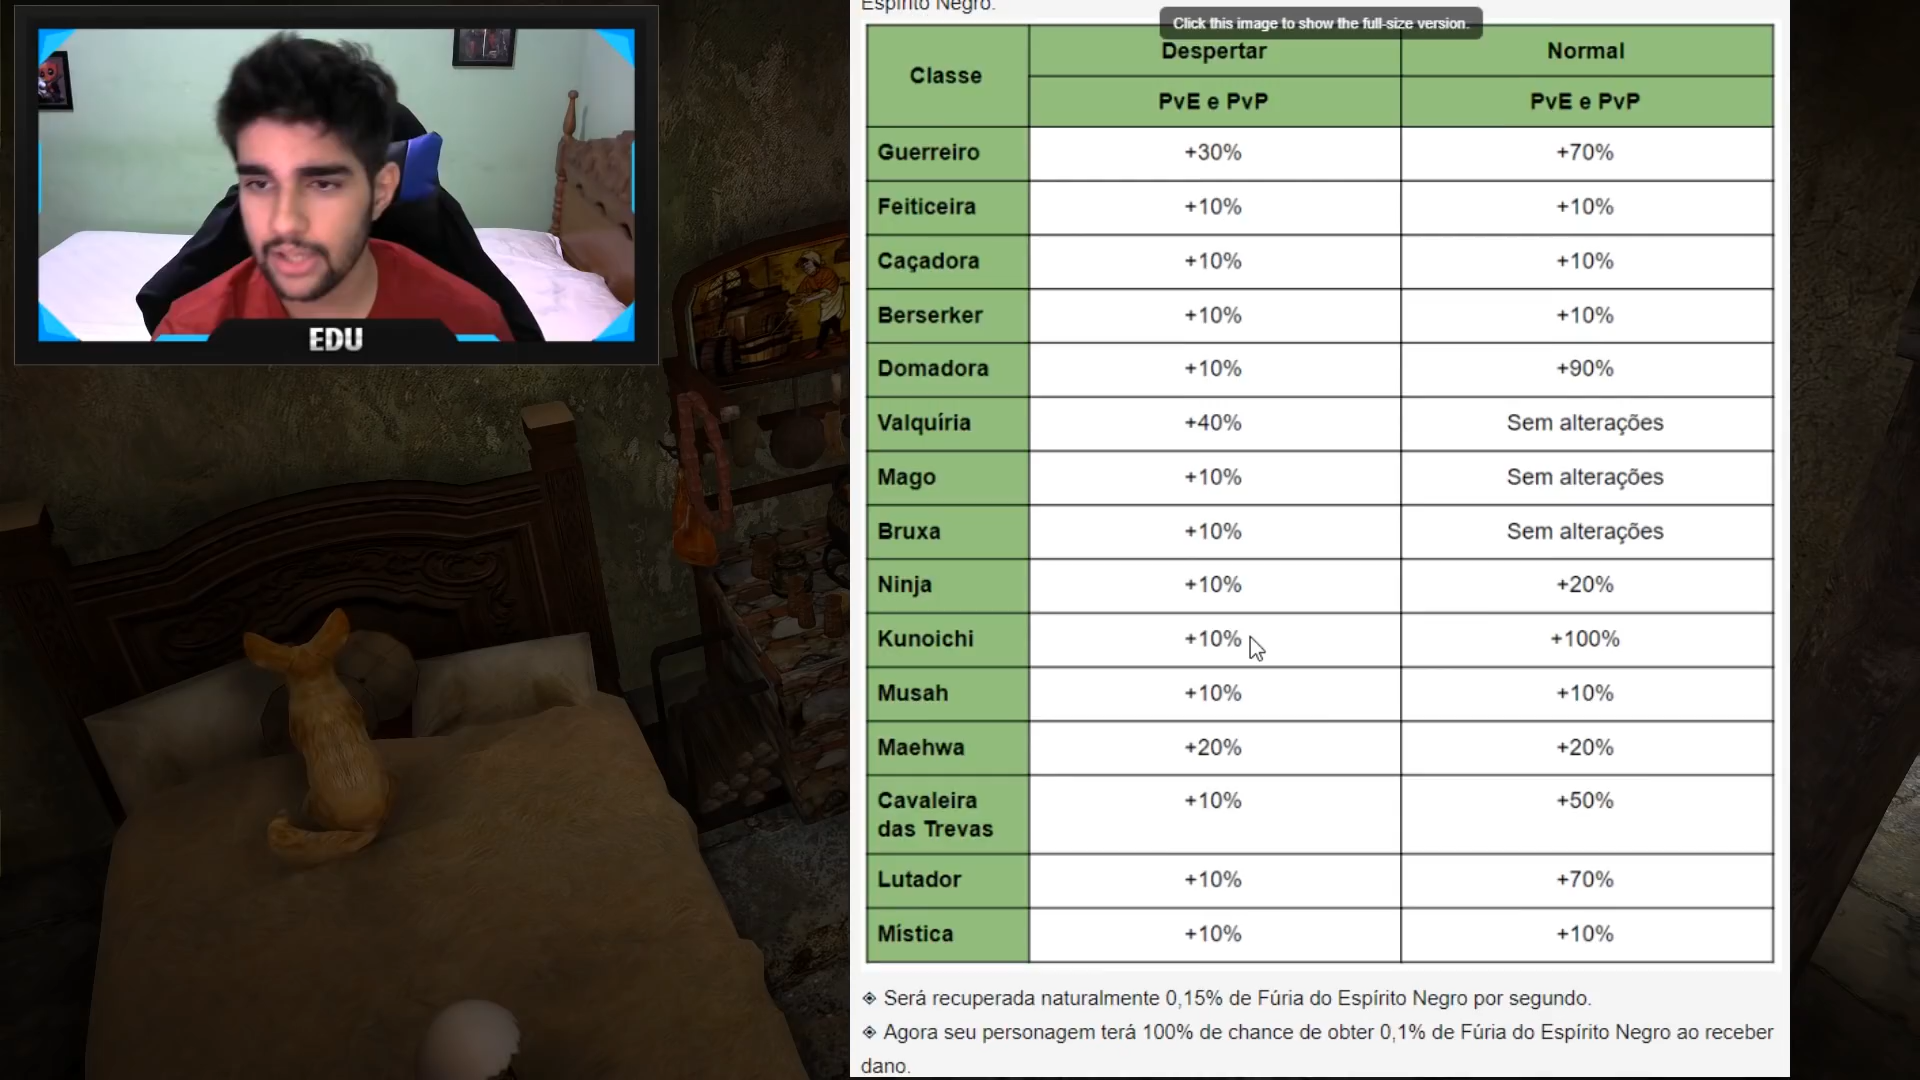 EDU
Espírito Negro.
Click this image to show the full-size version.
Classe Despertar Normal
PvE e PvP PvE e PvP
Guerreiro +30% +70%
Feiticeira +10% +10%
Caçadora +10% +10%
Berserker +10% +10%
Domadora +10% +90%
Valquíria +40% Sem alterações
Mago +10% Sem alterações
Bruxa +10% Sem alterações
Ninja +10% +20%
Kunoichi +10% +100%
Musah +10% +10%
Maehwa +20% +20%
Cavaleira +10% +50%
das Trevas
Lutador +10% +70%
Mística +10% +10%
◈ Será recuperada naturalmente 0,15% de Fúria do Espírito Negro por segundo.
◈ Agora seu personagem terá 100% de chance de obter 0,1% de Fúria do Espírito Negro ao receber
dano.